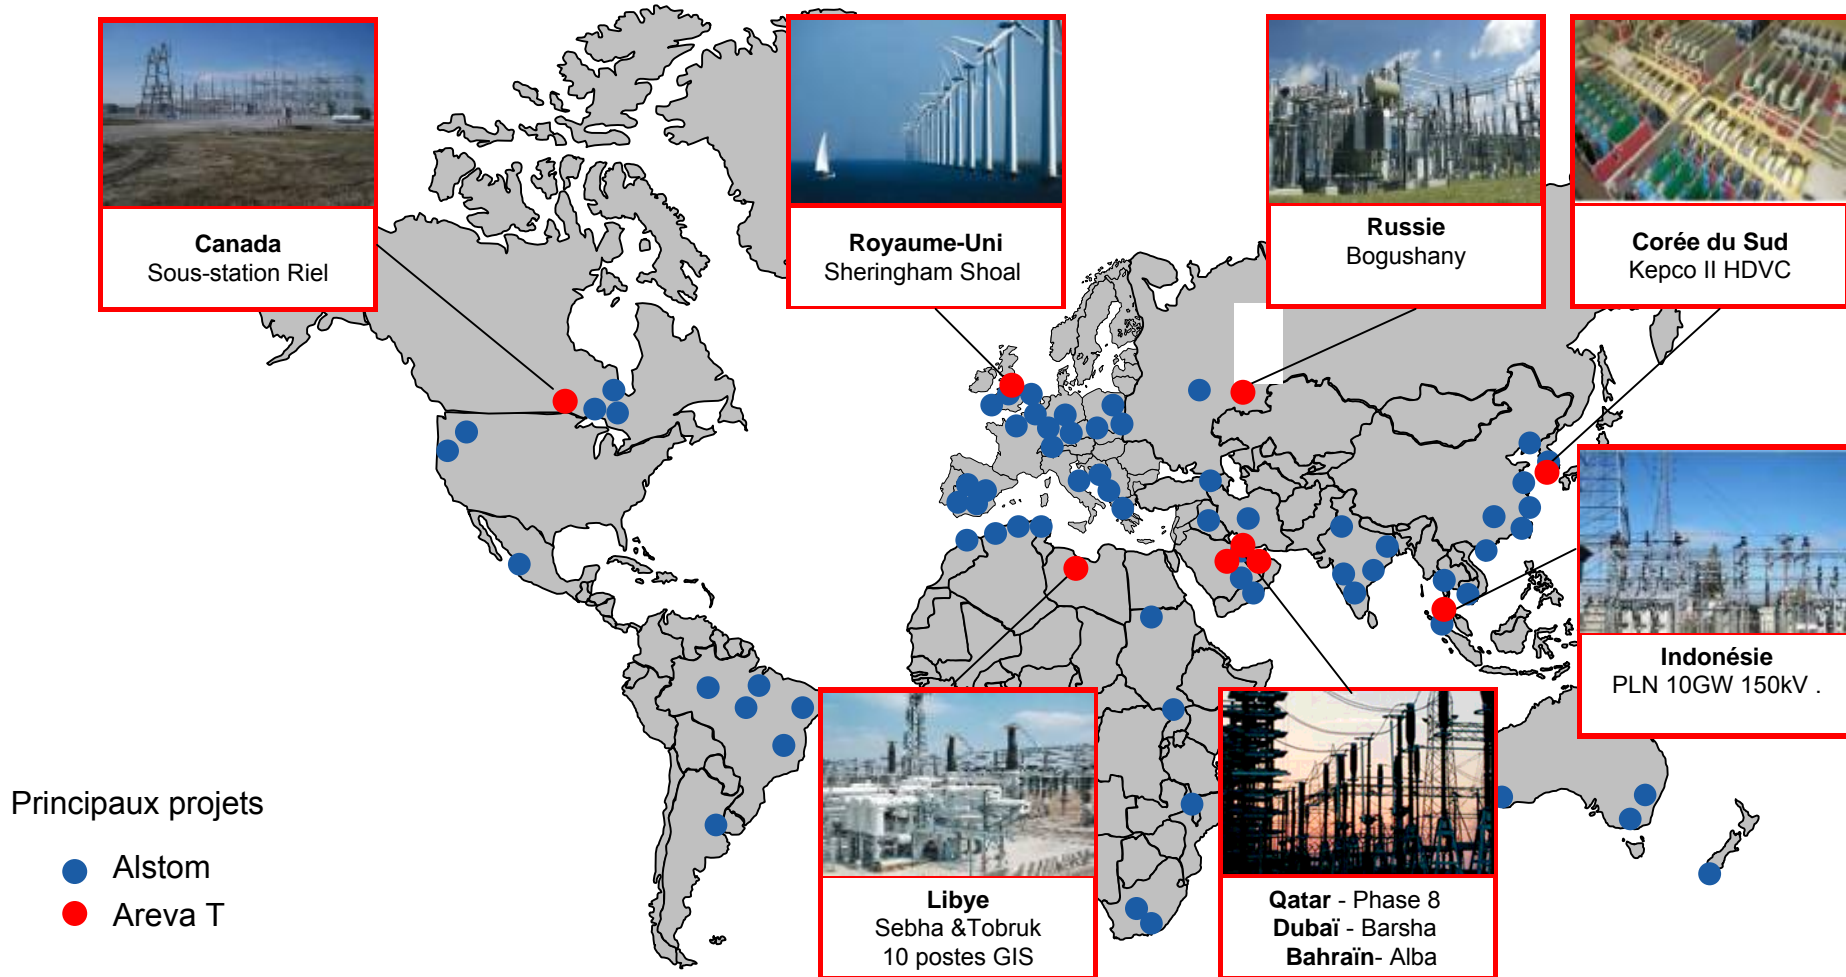 Canada
Sous-station Riel
Royaume-Uni
Sheringham Shoal
Russie
Bogushany
Corée du Sud
Kepco II HDVC
Indonésie
PLN 10GW 150kV .
Libye
Sebha &Tobruk
10 postes GIS
Qatar - Phase 8
Dubaï - Barsha
Bahraïn- Alba
Principaux projets
Alstom
Areva T